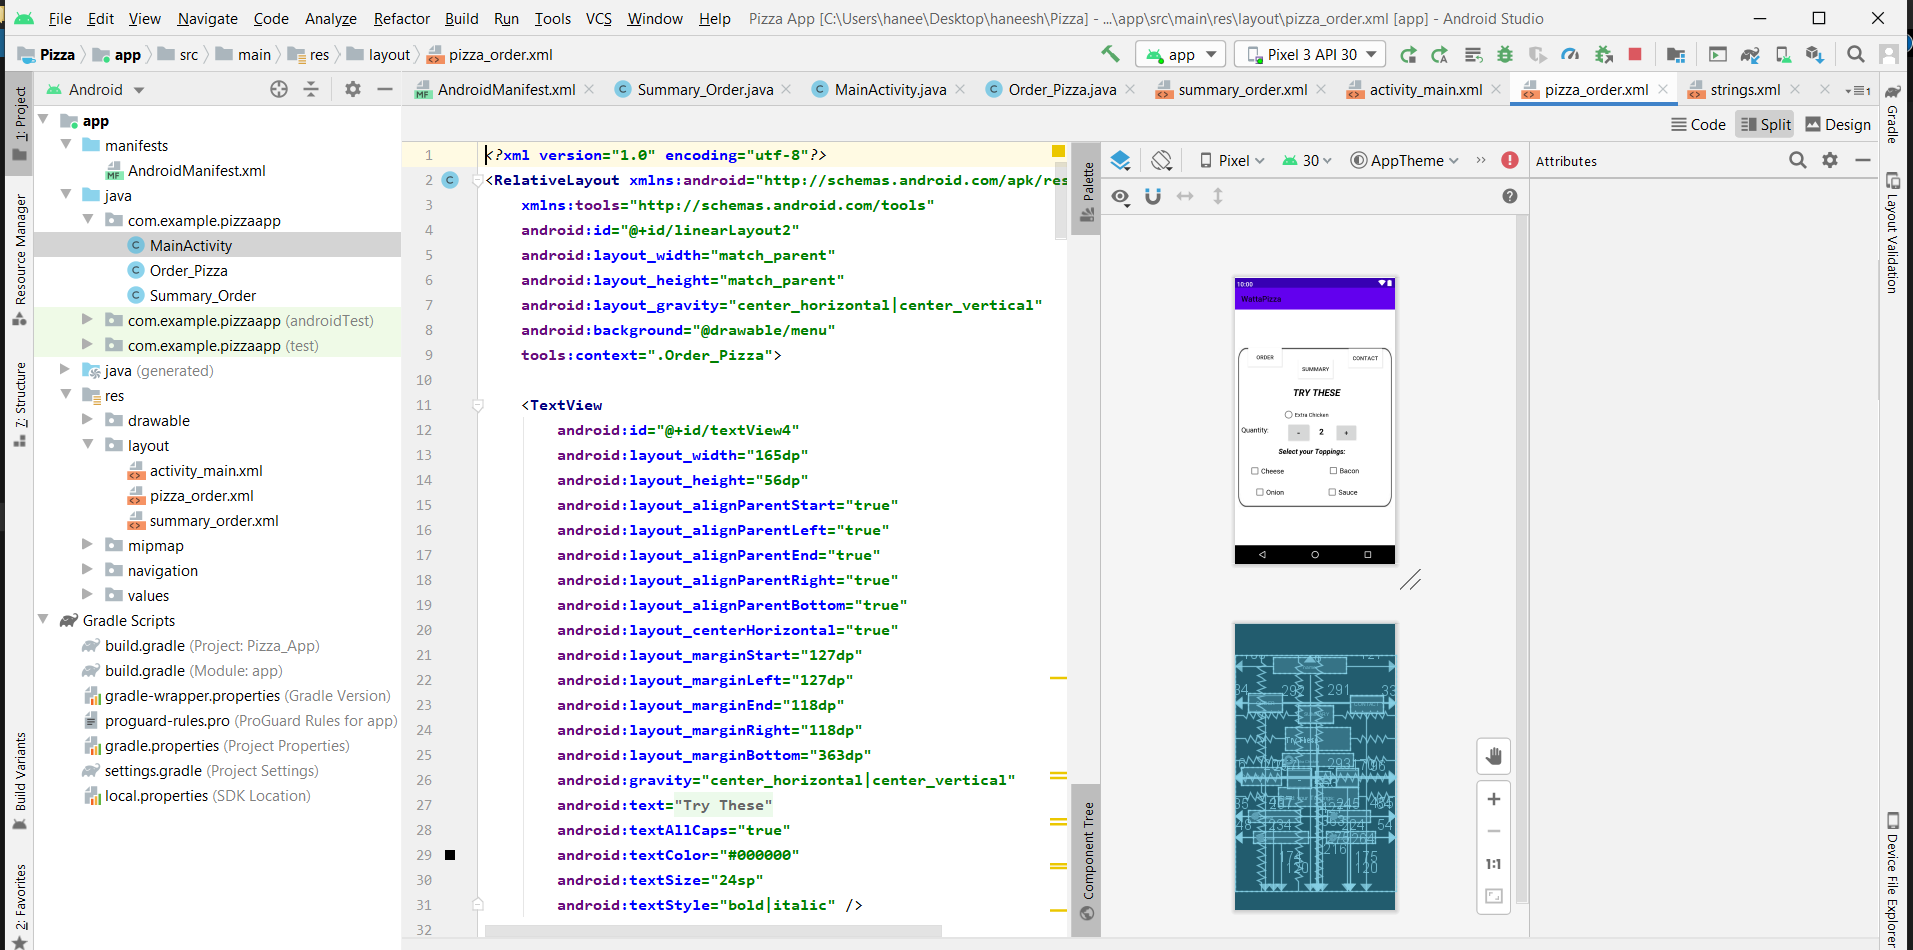 File Edit View Navigate Code Analyze Refactor Build Run Tools VCS Window Help Pizza App [C:\Users\hanee\Desktop\haneesh\Pizza] - ...\app\src\main\res\layout\pizza_order.xml [app] - Android Studio
Pizza app src main res layout pizza_order.xml app Pixel 3 API 30
Android AndroidManifest.xml Summary_Order.java MainActivity.java Order_Pizza.java summary_order.xml activity_main.xml pizza_order.xml strings.xml
Code Split Design
1: Project
Resource Manager
7: Structure
Build Variants
2: Favorites
app
manifests
AndroidManifest.xml
java
com.example.pizzaapp
MainActivity
Order_Pizza
Summary_Order
com.example.pizzaapp (androidTest)
com.example.pizzaapp (test)
java (generated)
res
drawable
layout
activity_main.xml
pizza_order.xml
summary_order.xml
mipmap
navigation
values
Gradle Scripts
build.gradle (Project: Pizza_App)
build.gradle (Module: app)
gradle-wrapper.properties (Gradle Version)
proguard-rules.pro (ProGuard Rules for app)
gradle.properties (Project Properties)
settings.gradle (Project Settings)
local.properties (SDK Location)
1 <?xml version="1.0" encoding="utf-8"?>
2 <RelativeLayout xmlns:android="http://schemas.android.com/apk/res
3 xmlns:tools="http://schemas.android.com/tools"
4 android:id="@+id/linearLayout2"
5 android:layout_width="match_parent"
6 android:layout_height="match_parent"
7 android:layout_gravity="center_horizontal|center_vertical"
8 android:background="@drawable/menu"
9 tools:context=".Order_Pizza">
10
11 <TextView
12 android:id="@+id/textView4"
13 android:layout_width="165dp"
14 android:layout_height="56dp"
15 android:layout_alignParentStart="true"
16 android:layout_alignParentLeft="true"
17 android:layout_alignParentEnd="true"
18 android:layout_alignParentRight="true"
19 android:layout_alignParentBottom="true"
20 android:layout_centerHorizontal="true"
21 android:layout_marginStart="127dp"
22 android:layout_marginLeft="127dp"
23 android:layout_marginEnd="118dp"
24 android:layout_marginRight="118dp"
25 android:layout_marginBottom="363dp"
26 android:gravity="center_horizontal|center_vertical"
27 android:text="Try These"
28 android:textAllCaps="true"
29 android:textColor="#000000"
30 android:textSize="24sp"
31 android:textStyle="bold|italic" />
32
Palette
Component Tree
Pixel 30 AppTheme
Attributes
10:00
WattaPizza
ORDER CONTACT
SUMMARY
TRY THESE
Extra Chicken
Quantity: - 2 +
Select your Toppings:
Cheese Bacon
Onion Sauce
1:1
Gradle
Layout Validation
Device File Explorer